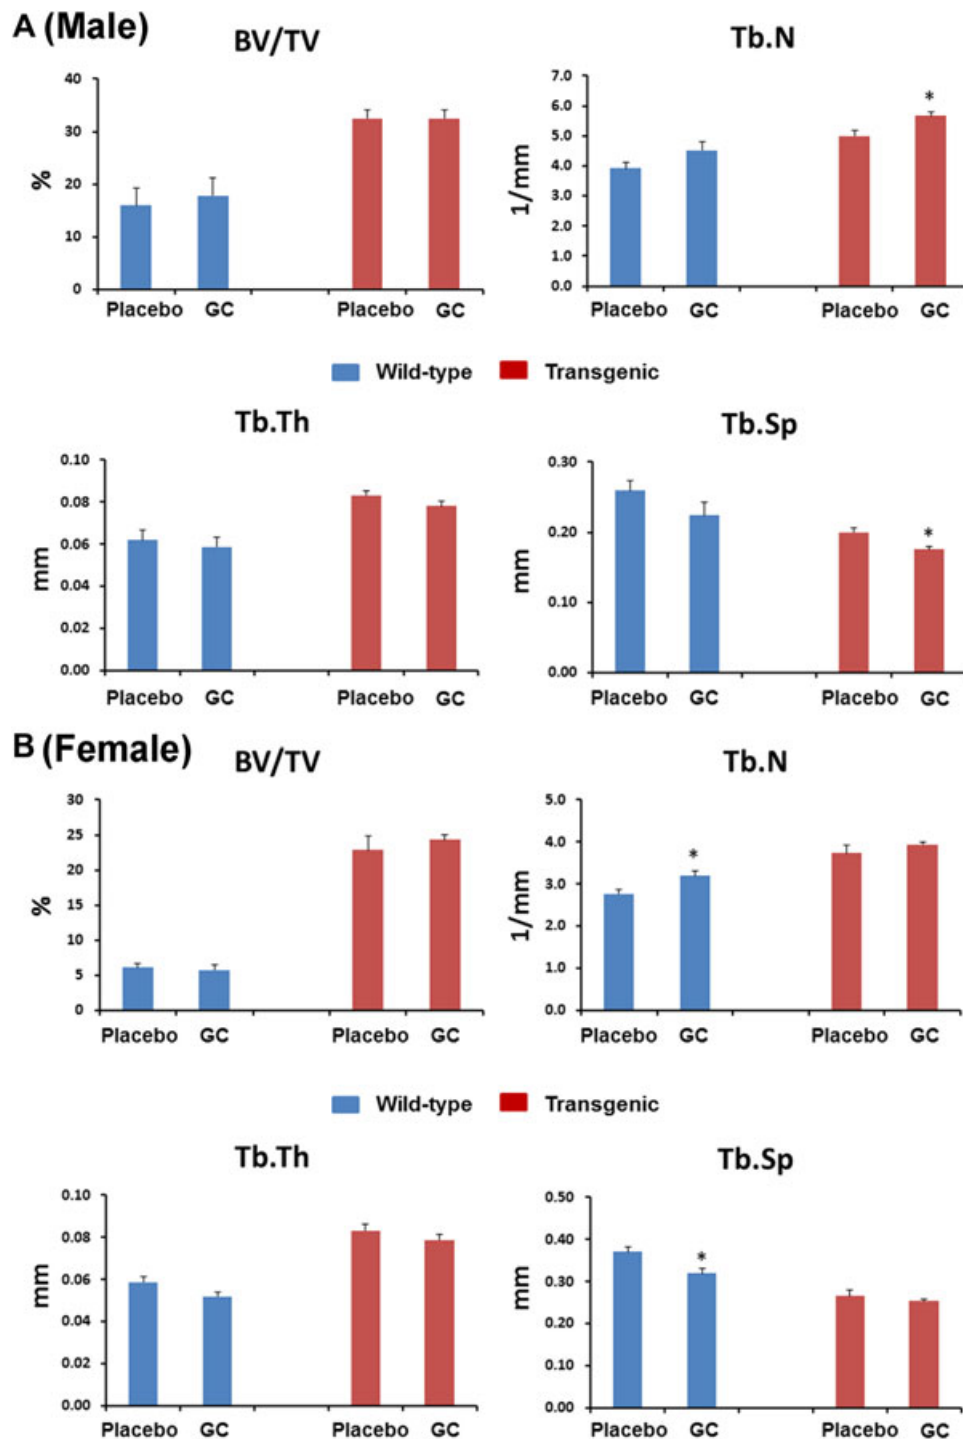 A (Male)
BV/TV
%
40
30
20
10
0
Placebo GC Placebo GC
Tb.N
1/mm
7.0
6.0
5.0
4.0
3.0
2.0
1.0
0.0
*
Placebo GC Placebo GC
Wild-type Transgenic
Tb.Th
mm
0.10
0.08
0.06
0.04
0.02
0.00
Placebo GC Placebo GC
Tb.Sp
mm
0.30
0.20
0.10
0.00
*
Placebo GC Placebo GC
B (Female)
BV/TV
%
30
25
20
15
10
5
0
Placebo GC Placebo GC
Tb.N
1/mm
5.0
4.0
3.0
2.0
1.0
0.0
*
Placebo GC Placebo GC
Wild-type Transgenic
Tb.Th
mm
0.10
0.08
0.06
0.04
0.02
0.00
Placebo GC Placebo GC
Tb.Sp
mm
0.50
0.40
0.30
0.20
0.10
0.00
*
Placebo GC Placebo GC